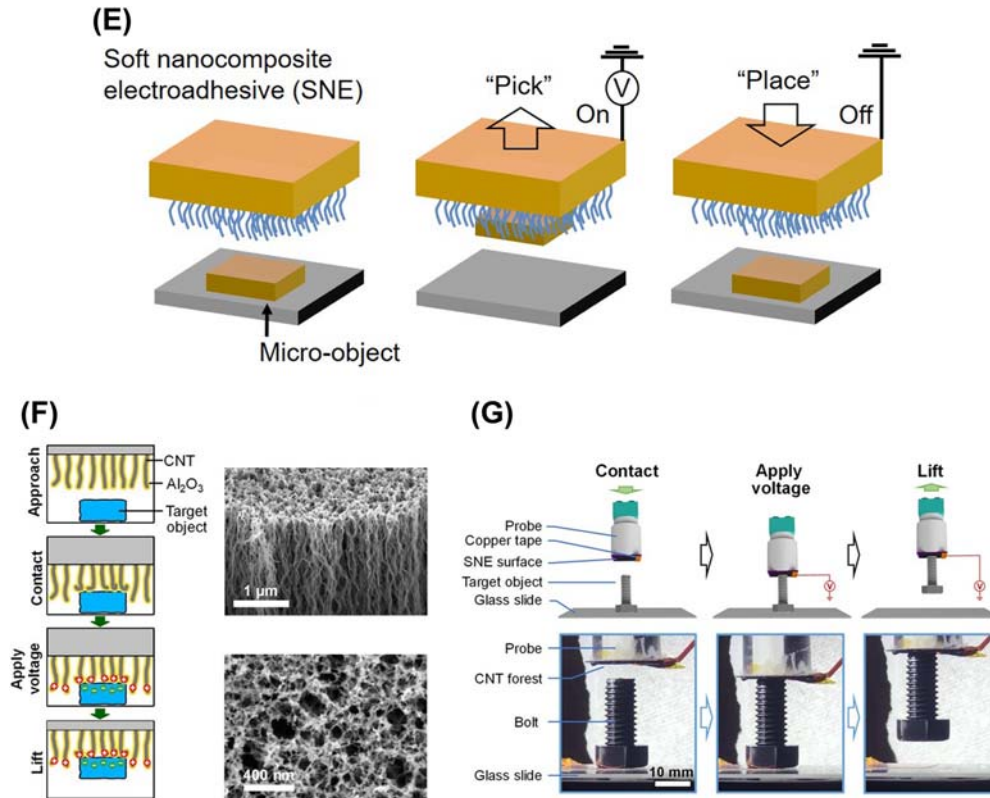 (E)
Soft nanocomposite
electroadhesive (SNE)
“Pick”
V
On
“Place”
Off
Micro-object
(F)
Approach
CNT
Al₂O₃
Target
object
Contact
Apply
voltage
Lift
1 μm
400 nm
(G)
Contact
Apply
voltage
Lift
Probe
Copper tape
SNE surface
Target object
Glass slide
V
V
Probe
CNT forest
Bolt
Glass slide
10 mm